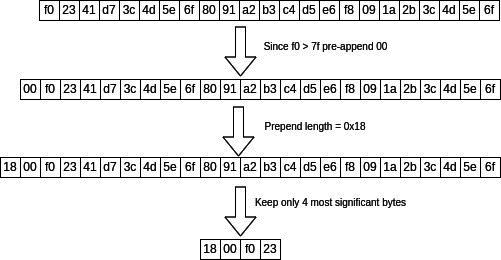 f0 23 41 d7 3c 4d 5e 6f 80 91 a2 b3 c4 d5 e6 f8 09 1a 2b 3c 4d 5e 6f
Since f0 > 7f pre-append 00
00 f0 23 41 d7 3c 4d 5e 6f 80 91 a2 b3 c4 d5 e6 f8 09 1a 2b 3c 4d 5e 6f
Prepend length = 0x18
18 00 f0 23 41 d7 3c 4d 5e 6f 80 91 a2 b3 c4 d5 e6 f8 09 1a 2b 3c 4d 5e 6f
Keep only 4 most significant bytes
18 00 f0 23